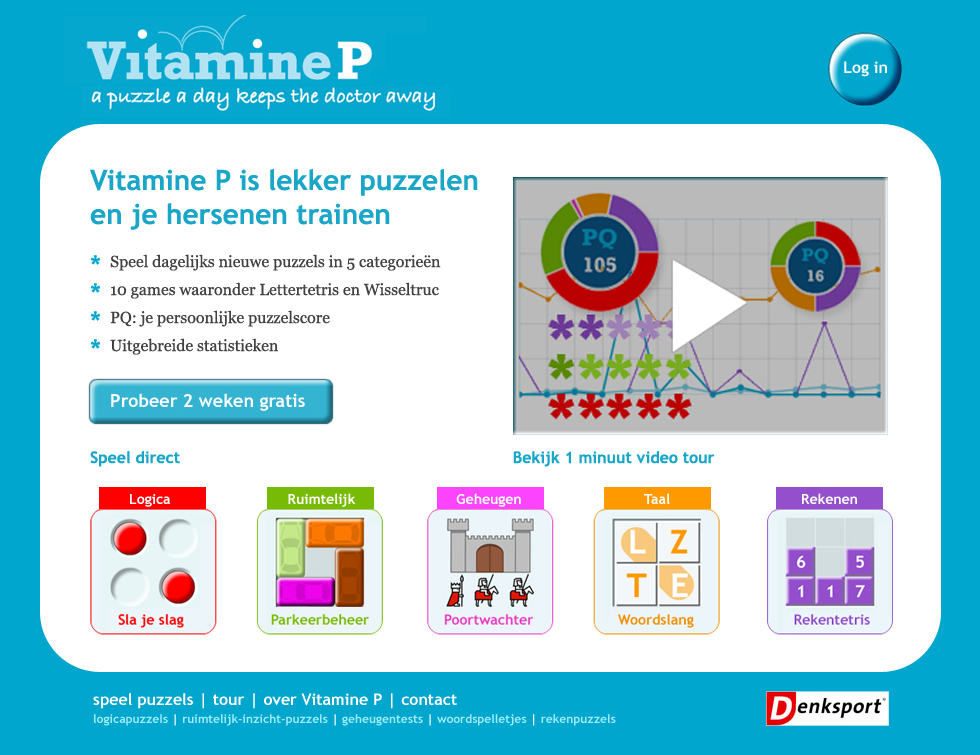 Vitamine P
a puzzle a day keeps the doctor away
Log in
Vitamine P is lekker puzzelen
en je hersenen trainen
* Speel dagelijks nieuwe puzzels in 5 categorieën
* 10 games waaronder Lettertetris en Wisseltruc
* PQ: je persoonlijke puzzelscore
* Uitgebreide statistieken
Probeer 2 weken gratis
PQ
105
PQ
16
Speel direct
Bekijk 1 minuut video tour
Logica
Ruimtelijk
Geheugen
Taal
Rekenen
L Z
T E
6 5
1 1 7
Sla je slag
Parkeerbeheer
Poortwachter
Woordslang
Rekentetris
speel puzzels | tour | over Vitamine P | contact
logicapuzzels | ruimtelijk-inzicht-puzzels | geheugentests | woordspelletjes | rekenpuzzels
Denksport